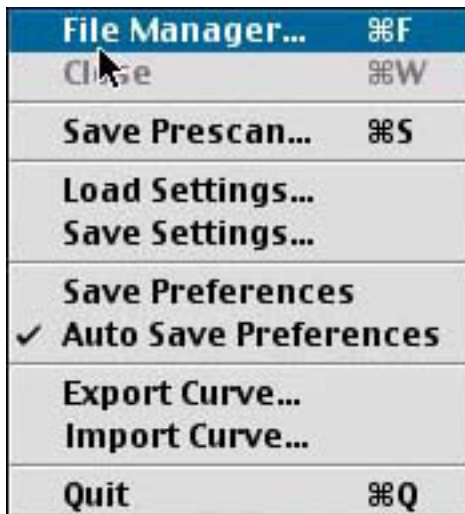 File Manager... ⌘F
Close ⌘W
Save Prescan... ⌘S
Load Settings...
Save Settings...
Save Preferences
✓ Auto Save Preferences
Export Curve...
Import Curve...
Quit ⌘Q